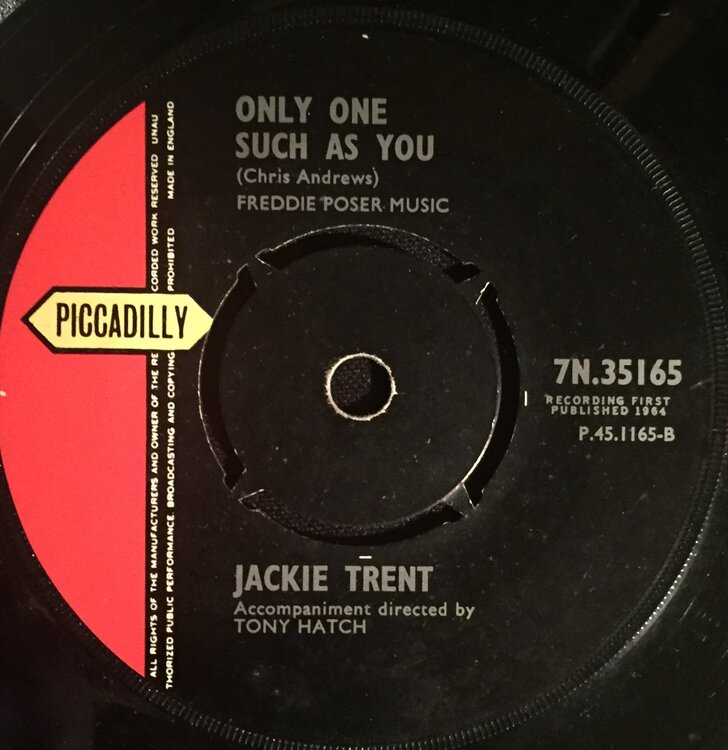 ONLY ONE
SUCH AS YOU
(Chris Andrews)
FREDDIE POSER MUSIC
PICCADILLY
ALL RIGHTS OF THE MANUFACTURERS AND OWNER OF THE RE CORDED WORK RESERVED UNAU
THORIZED PUBLIC PERFORMANCE BROADCASTING AND COPYING PROHIBITED MADE IN ENGLAND
7N.35165
RECORDING FIRST
PUBLISHED 1964
P.45.1165-B
JACKIE TRENT
Accompaniment directed by
TONY HATCH